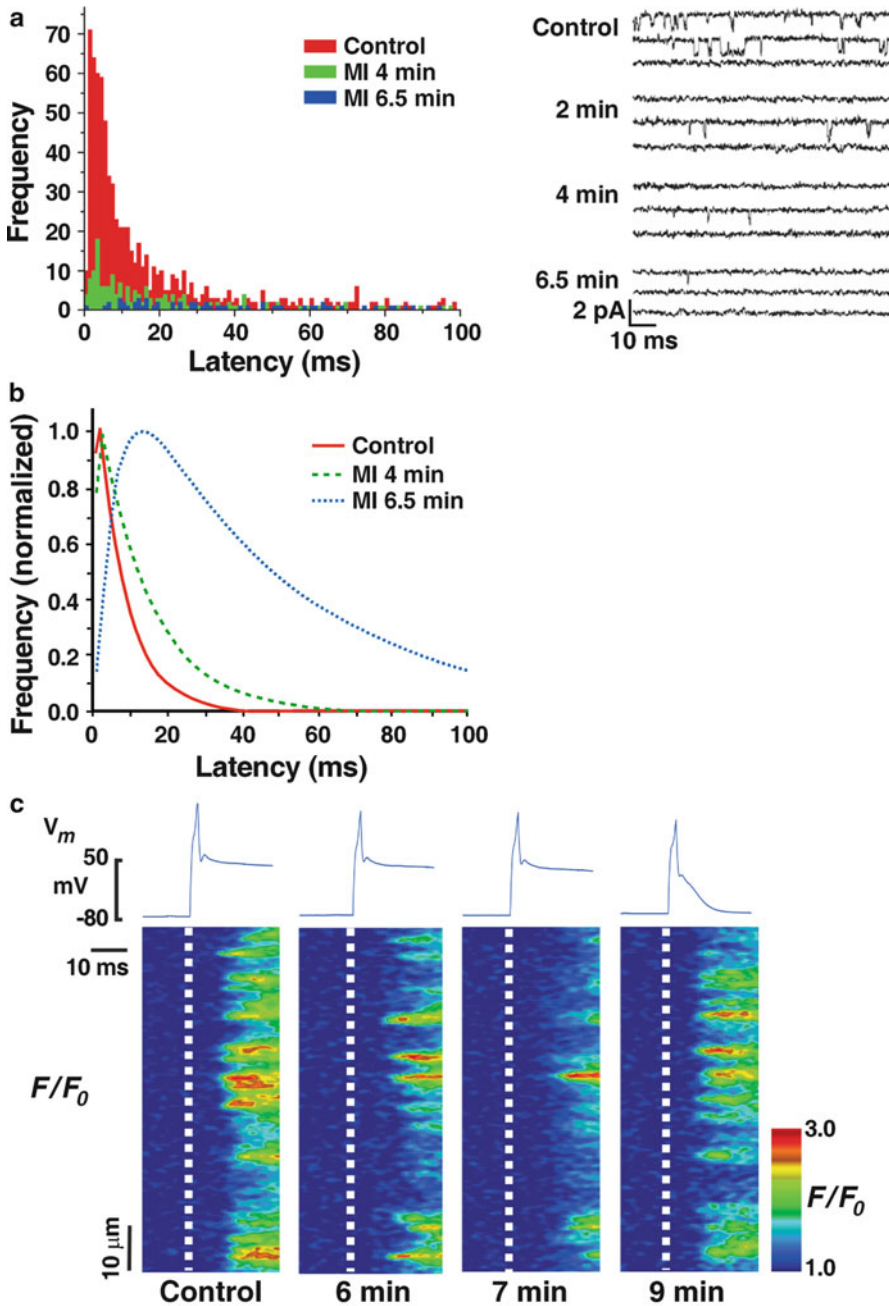 a
70
60
50
40
30
20
10
0
Frequency
0 20 40 60 80 100
Latency (ms)
Control
MI 4 min
MI 6.5 min
Control
2 min
4 min
6.5 min
2 pA
10 ms
b
1.0
0.8
0.6
0.4
0.2
0.0
Frequency (normalized)
0 20 40 60 80 100
Latency (ms)
Control
MI 4 min
MI 6.5 min
c
Vm
50
mV
-80
10 ms
F/F0
10 µm
Control 6 min 7 min 9 min
3.0
F/F0
1.0